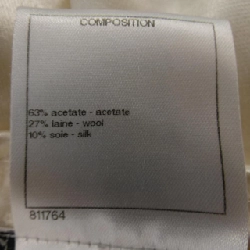 COMPOSITION
63% acetate - acetate
27% laine - wool
10% soie - silk
811764